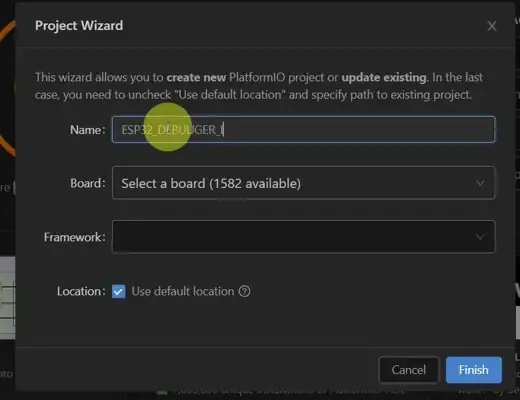 Project Wizard
This wizard allows you to create new PlatformIO project or update existing. In the last
case, you need to uncheck "Use default location" and specify path to existing project.
Name:
ESP32_DEBUUGER_I
Board:
Select a board (1582 available)
Framework:
Location:
Use default location
Cancel
Finish